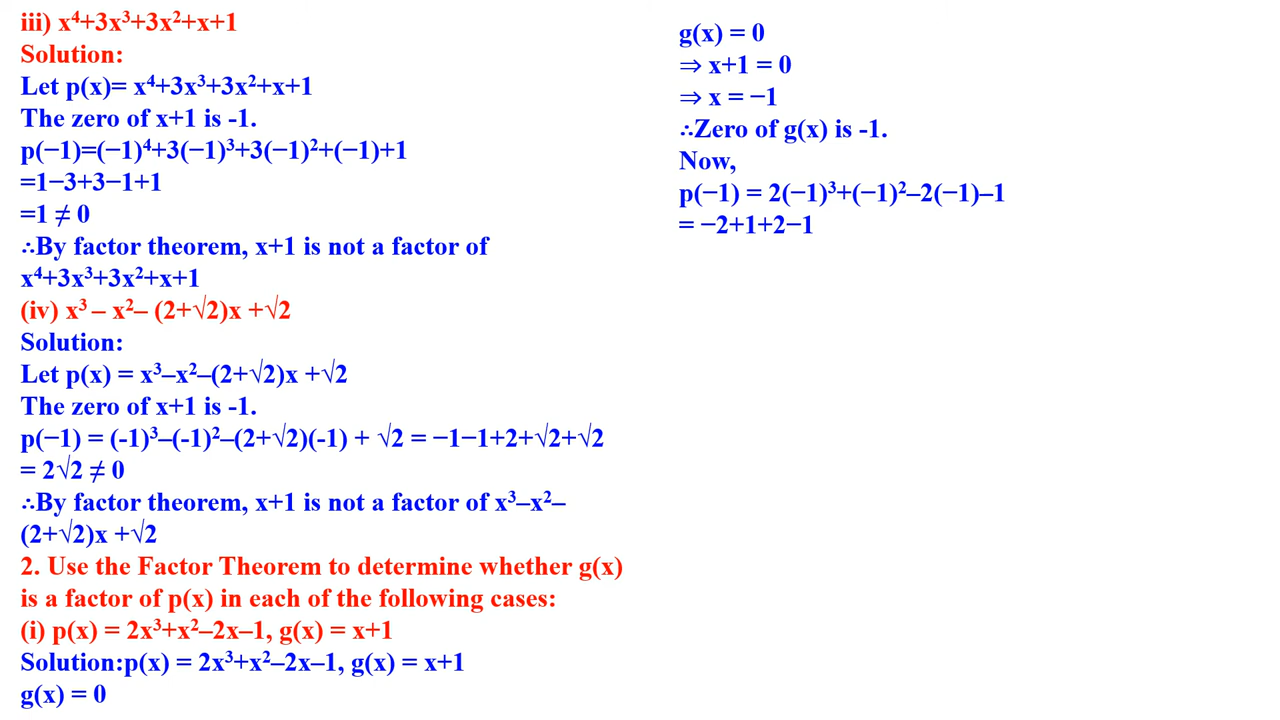 iii) x⁴+3x³+3x²+x+1
Solution:
Let p(x)= x⁴+3x³+3x²+x+1
The zero of x+1 is -1.
p(−1)=(−1)⁴+3(−1)³+3(−1)²+(−1)+1
=1−3+3−1+1
=1 ≠ 0
∴By factor theorem, x+1 is not a factor of
x⁴+3x³+3x²+x+1
(iv) x³ – x²– (2+√2)x +√2
Solution:
Let p(x) = x³–x²–(2+√2)x +√2
The zero of x+1 is -1.
p(−1) = (-1)³–(-1)²–(2+√2)(-1) + √2 = −1−1+2+√2+√2
= 2√2 ≠ 0
∴By factor theorem, x+1 is not a factor of x³–x²–
(2+√2)x +√2
2. Use the Factor Theorem to determine whether g(x)
is a factor of p(x) in each of the following cases:
(i) p(x) = 2x³+x²–2x–1, g(x) = x+1
Solution:p(x) = 2x³+x²–2x–1, g(x) = x+1
g(x) = 0
g(x) = 0
⇒ x+1 = 0
⇒ x = −1
∴Zero of g(x) is -1.
Now,
p(−1) = 2(−1)³+(−1)²–2(−1)–1
= −2+1+2−1